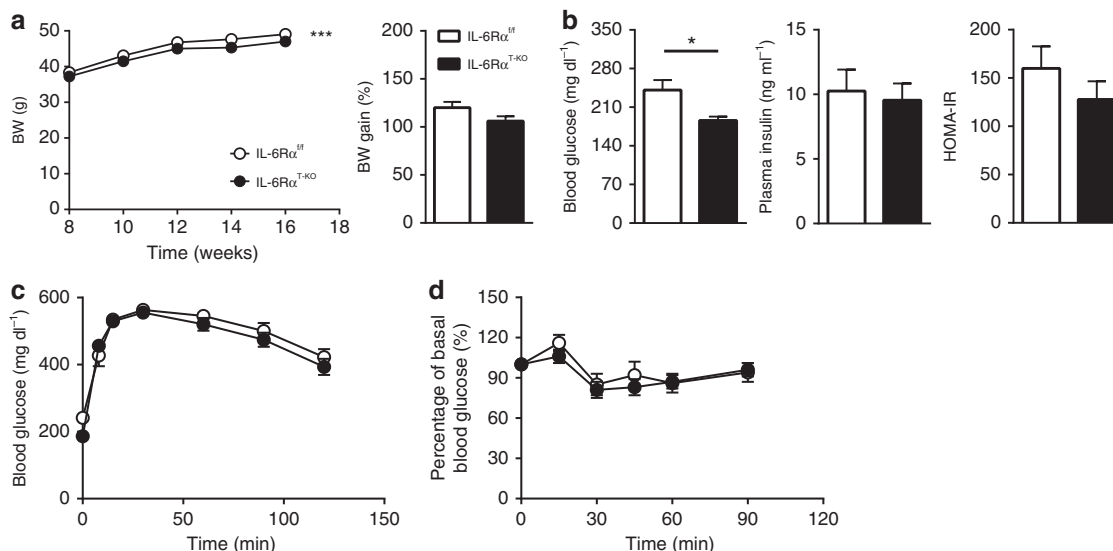 a
BW (g)
50
40
30
20
10
0
8
10
12
14
16
18
Time (weeks)
***
IL-6Rα^f/f
IL-6Rα^T-KO
BW gain (%)
200
150
100
50
0
IL-6Rα^f/f
IL-6Rα^T-KO
b
Blood glucose (mg dl⁻¹)
350
280
210
140
70
0
*
Plasma insulin (ng ml⁻¹)
15
10
5
0
HOMA-IR
200
150
100
50
0
c
Blood glucose (mg dl⁻¹)
600
400
200
0
0
50
100
150
Time (min)
d
Percentage of basal
blood glucose (%)
150
120
90
60
30
0
0
30
60
90
120
Time (min)